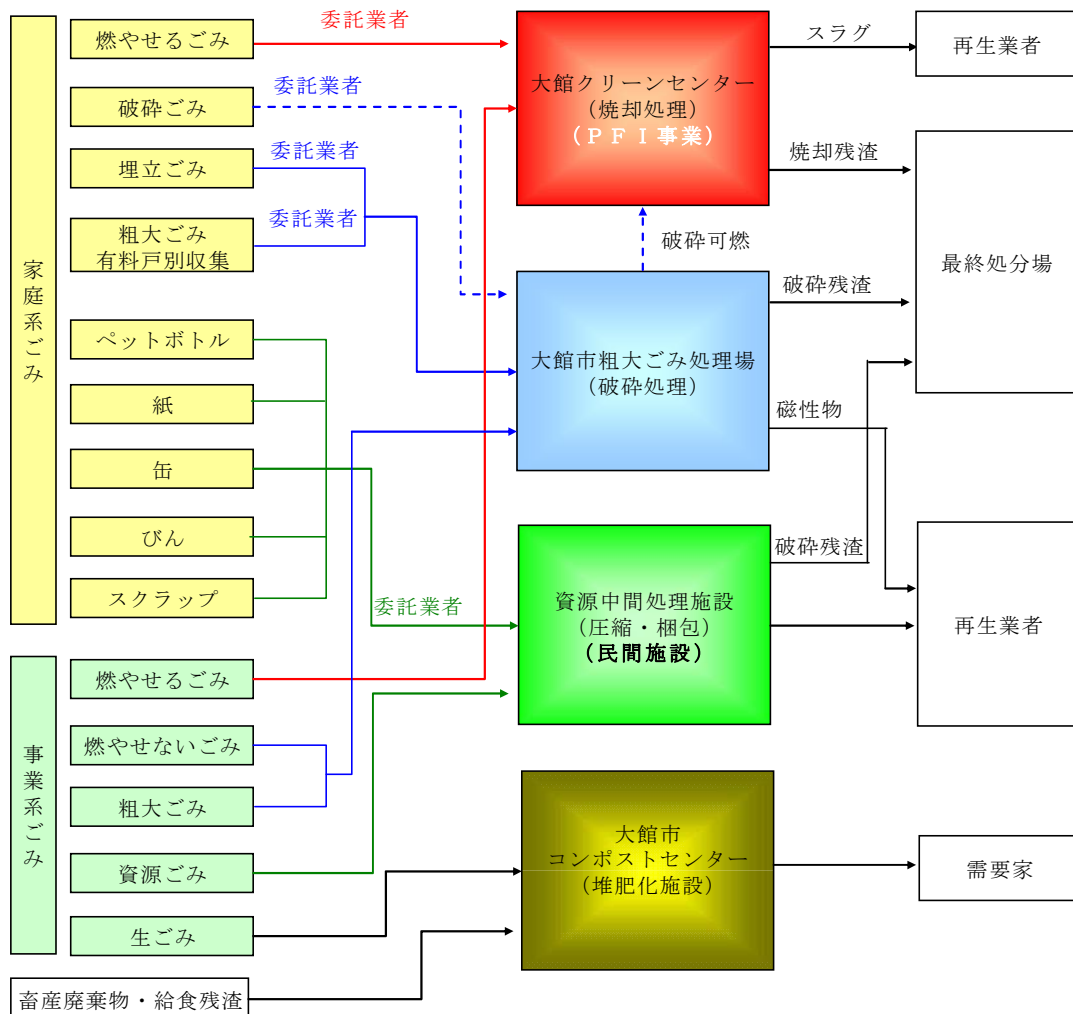 家庭系ごみ
燃やせるごみ
破砕ごみ
埋立ごみ
粗大ごみ
有料戸別収集
ペットボトル
紙
缶
びん
スクラップ
事業系ごみ
燃やせるごみ
燃やせないごみ
粗大ごみ
資源ごみ
生ごみ
畜産廃棄物・給食残渣
委託業者
委託業者
委託業者
委託業者
委託業者
大館クリーンセンター
(焼却処理)
(PFI事業)
破砕可燃
大館市粗大ごみ処理場
(破砕処理)
資源中間処理施設
(圧縮・梱包)
(民間施設)
大館市
コンポストセンター
(堆肥化施設)
スラグ
焼却残渣
破砕残渣
磁性物
破砕残渣
再生業者
最終処分場
再生業者
需要家